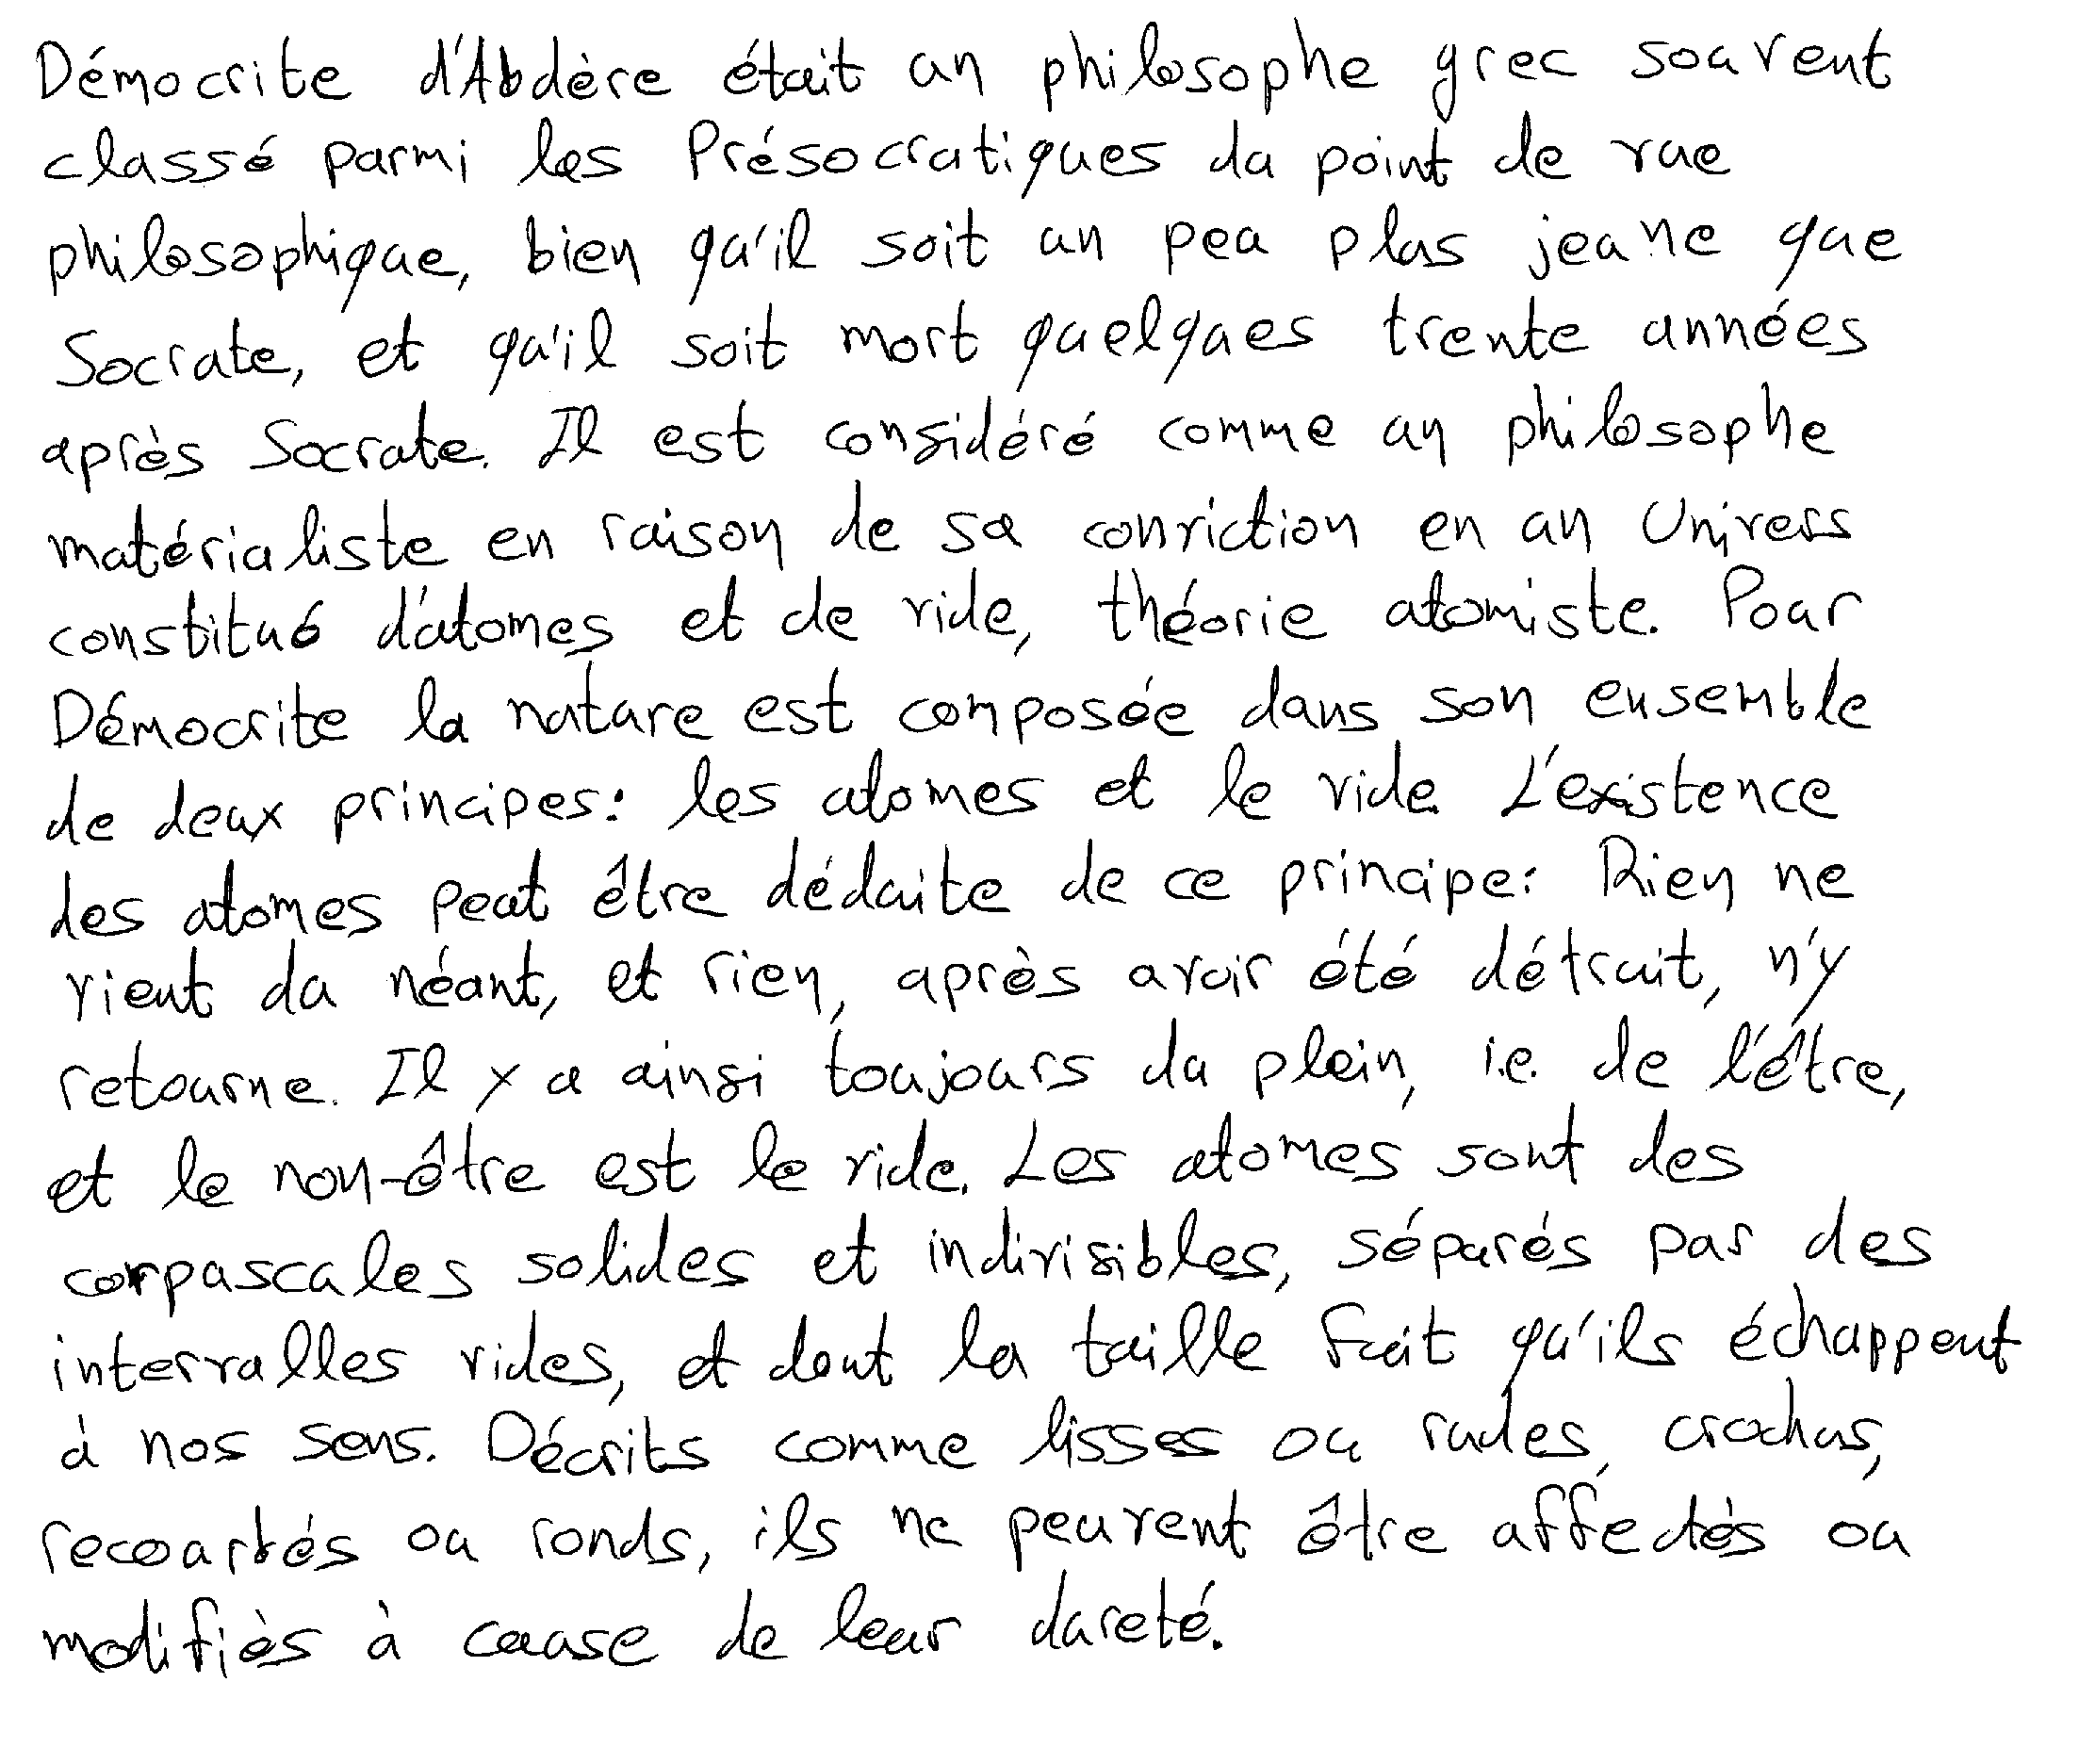 Démocrite d'Abdère était un philosophe grec souvent
classé parmi les Présocratiques du point de vue
philosophique, bien qu'il soit un peu plus jeune que
Socrate, et qu'il soit mort quelques trente années
après Socrate. Il est considéré comme un philosophe
matérialiste en raison de sa conviction en un Univers
constitué d'atomes et de vide, théorie atomiste. Pour
Démocrite la nature est composée dans son ensemble
de deux principes: les atomes et le vide. L'existence
des atomes peut être déduite de ce principe: Rien ne
vient du néant, et rien, après avoir été détruit, n'y
retourne. Il y a ainsi toujours du plein, i.e. de l'être,
et le non-être est le vide. Les atomes sont des
corpuscules solides et indivisibles, séparés par des
intervalles vides, et dont la taille fait qu'ils échappent
à nos sens. Décrits comme lisses ou rudes, crochus,
recourbés ou ronds, ils ne peuvent être affectés ou
modifiés à cause de leur dureté.